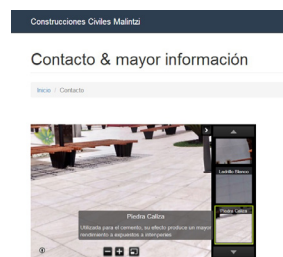 Construcciones Civiles Malintzi
Contacto & mayor información
Inicio / Contacto
Ladrillo Blanco
Piedra Caliza
Piedra Caliza
Utilizada para el cemento, su efecto produce un mayor
rendimiento a expuestos a intemperies